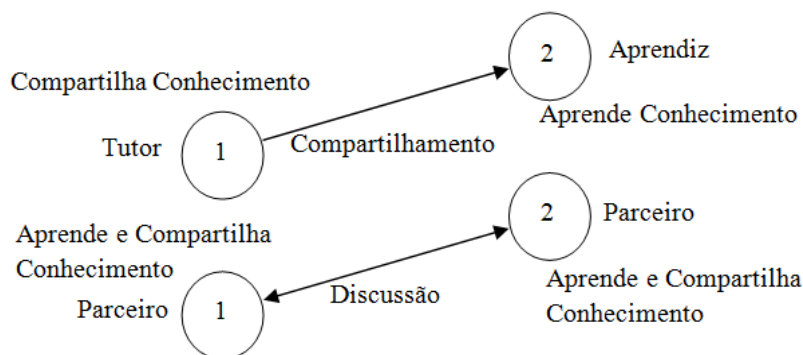 2
Aprendiz
Compartilha Conhecimento
Aprende Conhecimento
Tutor
1
Compartilhamento
2
Parceiro
Aprende e Compartilha
Conhecimento
Aprende e Compartilha
Conhecimento
Discussão
Parceiro
1